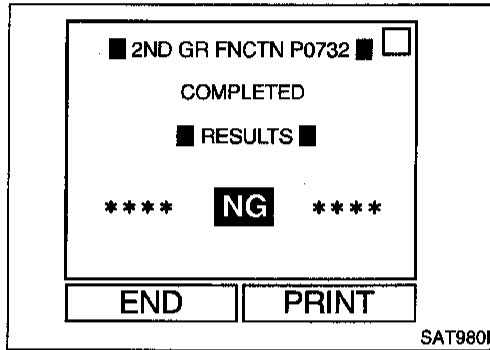 2ND GR FNCTN P0732
COMPLETED
RESULTS
**** NG ****
END PRINT
SAT980I